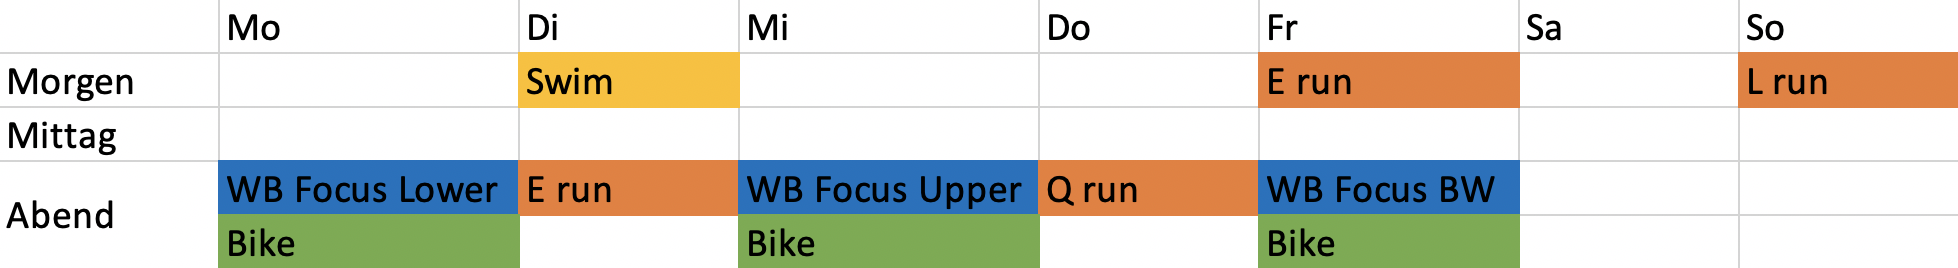 Mo Di Mi Do Fr Sa So
Morgen Swim E run L run
Mittag
Abend WB Focus Lower E run WB Focus Upper Q run WB Focus BW
Bike Bike Bike